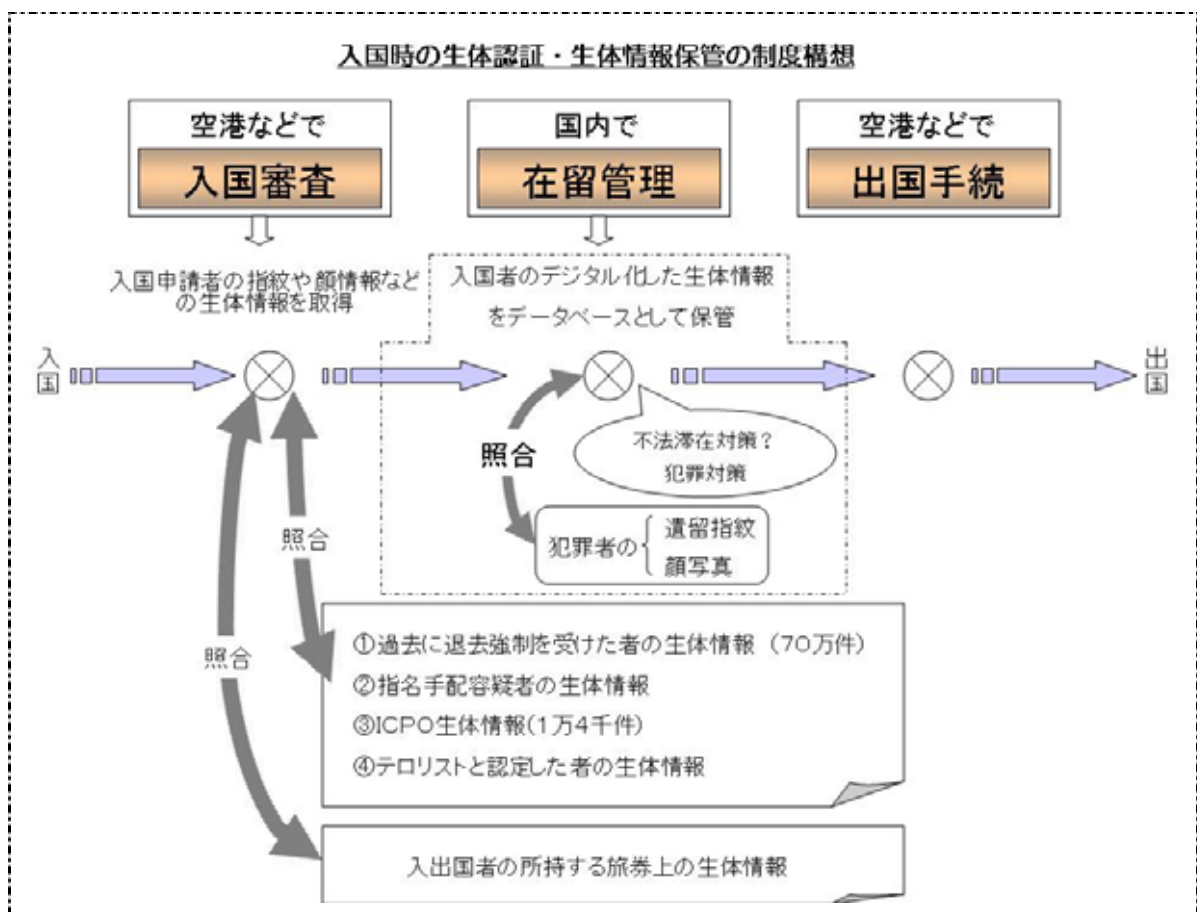 入国時の生体認証・生体情報保管の制度構想
空港などで
入国審査
国内で
在留管理
空港などで
出国手続
入国申請者の指紋や顔情報など
の生体情報を取得
入国者のデジタル化した生体情報
をデータベースとして保管
入国
出国
照合
不法滞在対策?
犯罪対策
犯罪者の
遺留指紋
顔写真
照合
照合
①過去に退去強制を受けた者の生体情報（70万件）
②指名手配容疑者の生体情報
③ICPO生体情報(1万4千件)
④テロリストと認定した者の生体情報
入出国者の所持する旅券上の生体情報